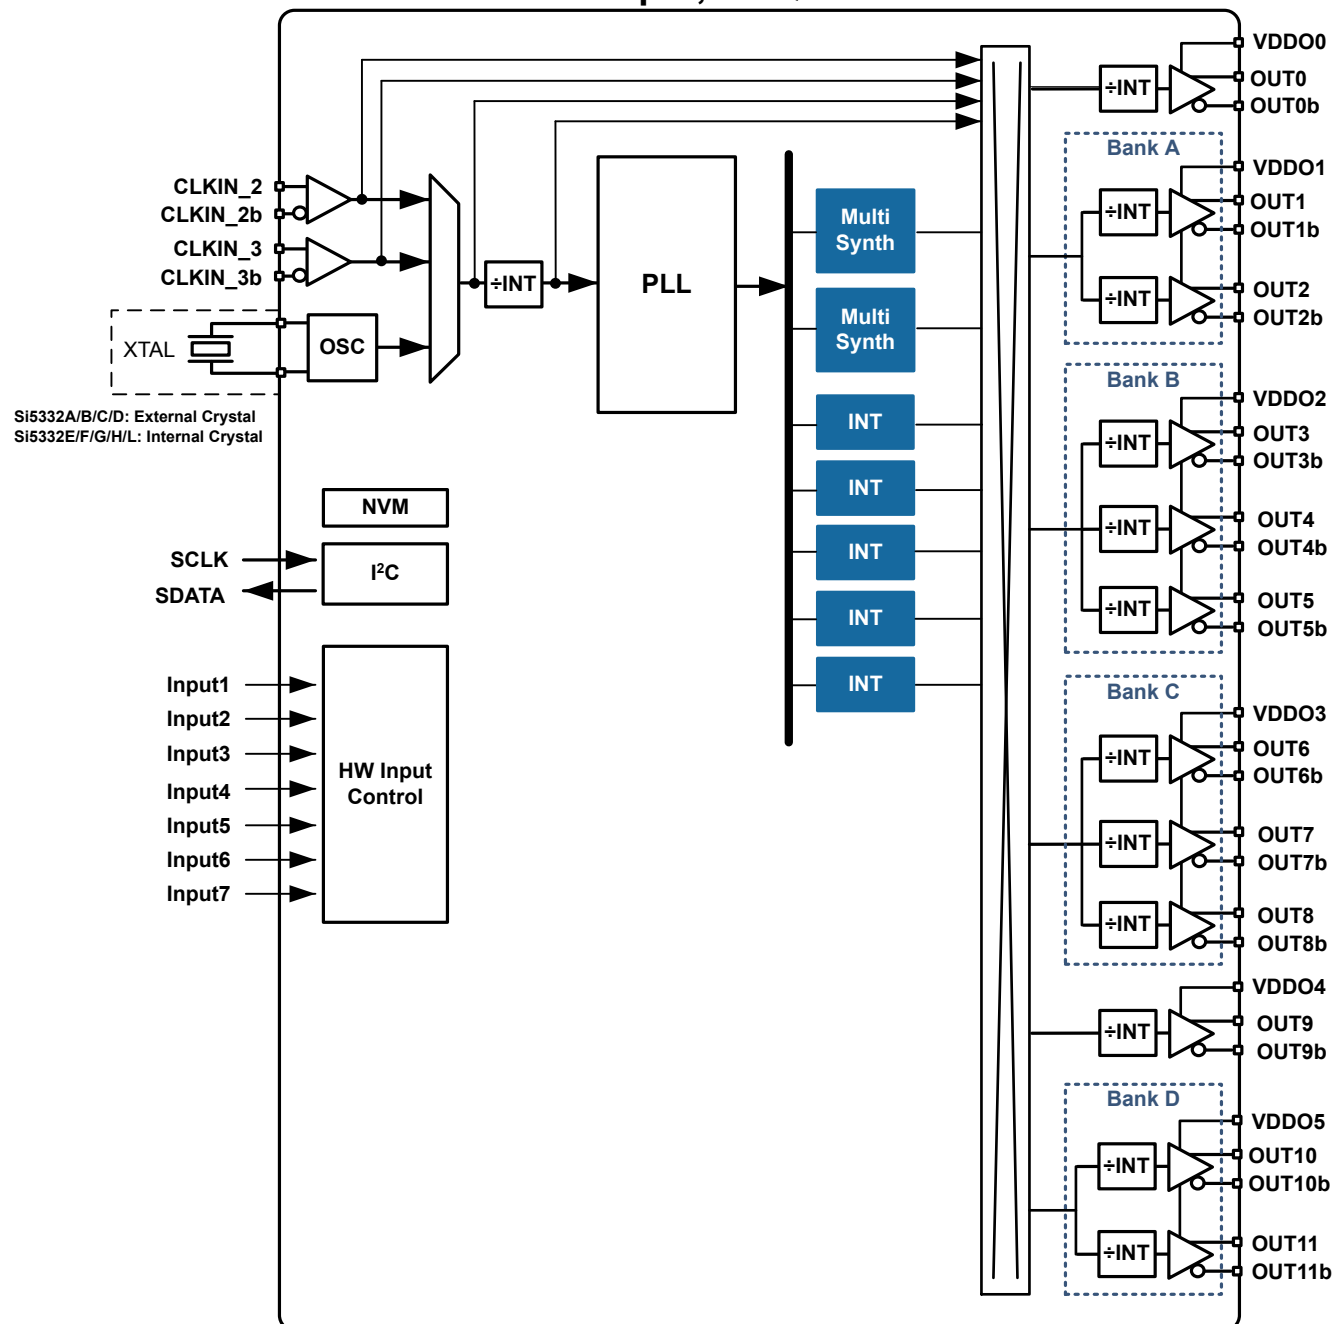 VDDO0
÷INT
OUT0
OUT0b
Bank A
CLKIN_2
CLKIN_2b
CLKIN_3
CLKIN_3b
÷INT
PLL
Multi
Synth
Multi
Synth
VDDO1
÷INT
OUT1
OUT1b
÷INT
OUT2
OUT2b
XTAL
OSC
Si5332A/B/C/D: External Crystal
Si5332E/F/G/H/L: Internal Crystal
INT
INT
INT
INT
INT
Bank B
VDDO2
÷INT
OUT3
OUT3b
÷INT
OUT4
OUT4b
÷INT
OUT5
OUT5b
NVM
SCLK
SDATA
I²C
Input1
Input2
Input3
Input4
Input5
Input6
Input7
HW Input
Control
Bank C
VDDO3
÷INT
OUT6
OUT6b
÷INT
OUT7
OUT7b
÷INT
OUT8
OUT8b
VDDO4
÷INT
OUT9
OUT9b
Bank D
VDDO5
÷INT
OUT10
OUT10b
÷INT
OUT11
OUT11b